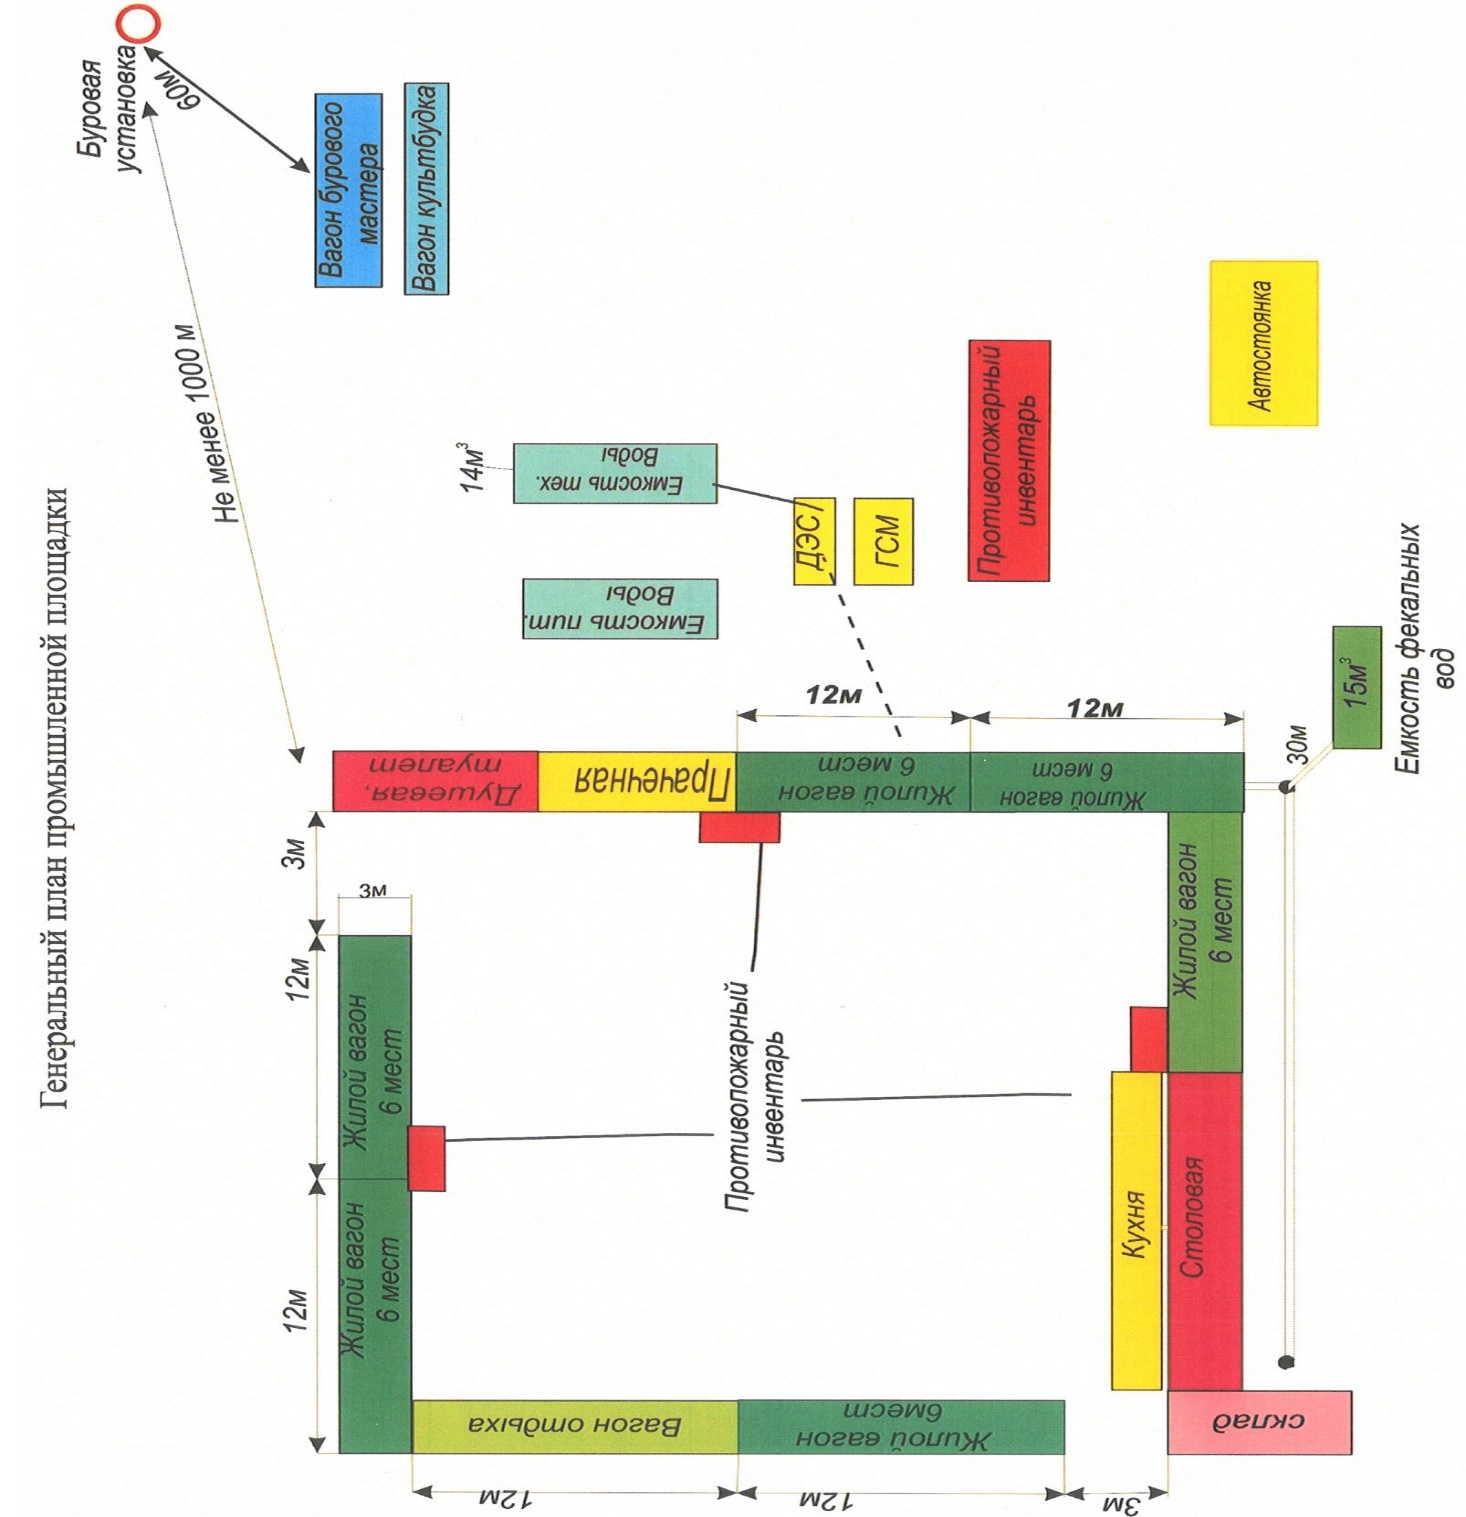 Генеральный план промышленной площадки
Буровая
установка
60м
Вагон бурового
мастера
Вагон культбудка
Не менее 1000 м
Автостоянка
Противопожарный
инвентарь
14м³
Емкость тех.
Воды
ДЭС
ГСМ
Емкость пит.
Воды
15м³
Емкость фекальных
вод
30м
12м
12м
Душевая,
туалет
Прачечная
Жилой вагон
6 мест
Жилой вагон
6 мест
3м
3м
12м
Жилой вагон
6 мест
Жилой вагон
6 мест
Противопожарный
инвентарь
12м
Жилой вагон
6 мест
Кухня
Столовая
Вагон отдыха
Жилой вагон
6мест
склад
12м
12м
3м